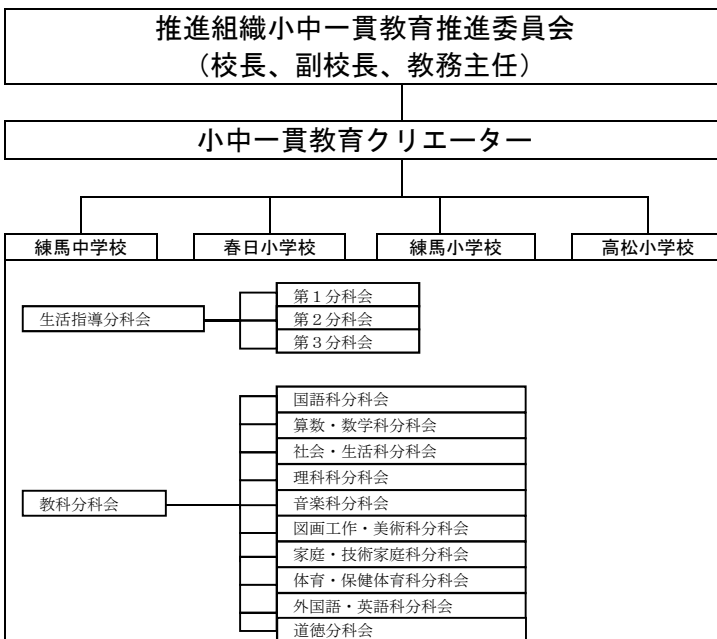 推進組織小中一貫教育推進委員会
（校長、副校長、教務主任）
小中一貫教育クリエーター
練馬中学校
春日小学校
練馬小学校
高松小学校
生活指導分科会
第１分科会
第２分科会
第３分科会
教科分科会
国語科分科会
算数・数学科分科会
社会・生活科分科会
理科科分科会
音楽科分科会
図画工作・美術科分科会
家庭・技術家庭科分科会
体育・保健体育科分科会
外国語・英語科分科会
道徳分科会